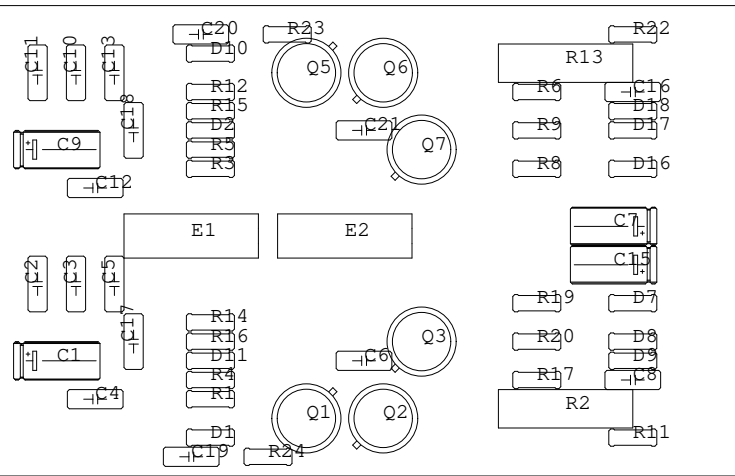 C20
R23
R22
D10
C11
C10
C13
Q5
Q6
R13
R12
R6
C16
R15
D18
C18
D2
C21
R9
D17
C9
R5
Q7
R3
R8
D16
C12
E1
E2
C7
C15
C2
C3
C5
R19
D7
R14
C17
R16
Q3
R20
D8
C1
D11
C6
D9
R4
R17
C8
C4
R1
Q1
Q2
R2
D1
R11
C19
R24